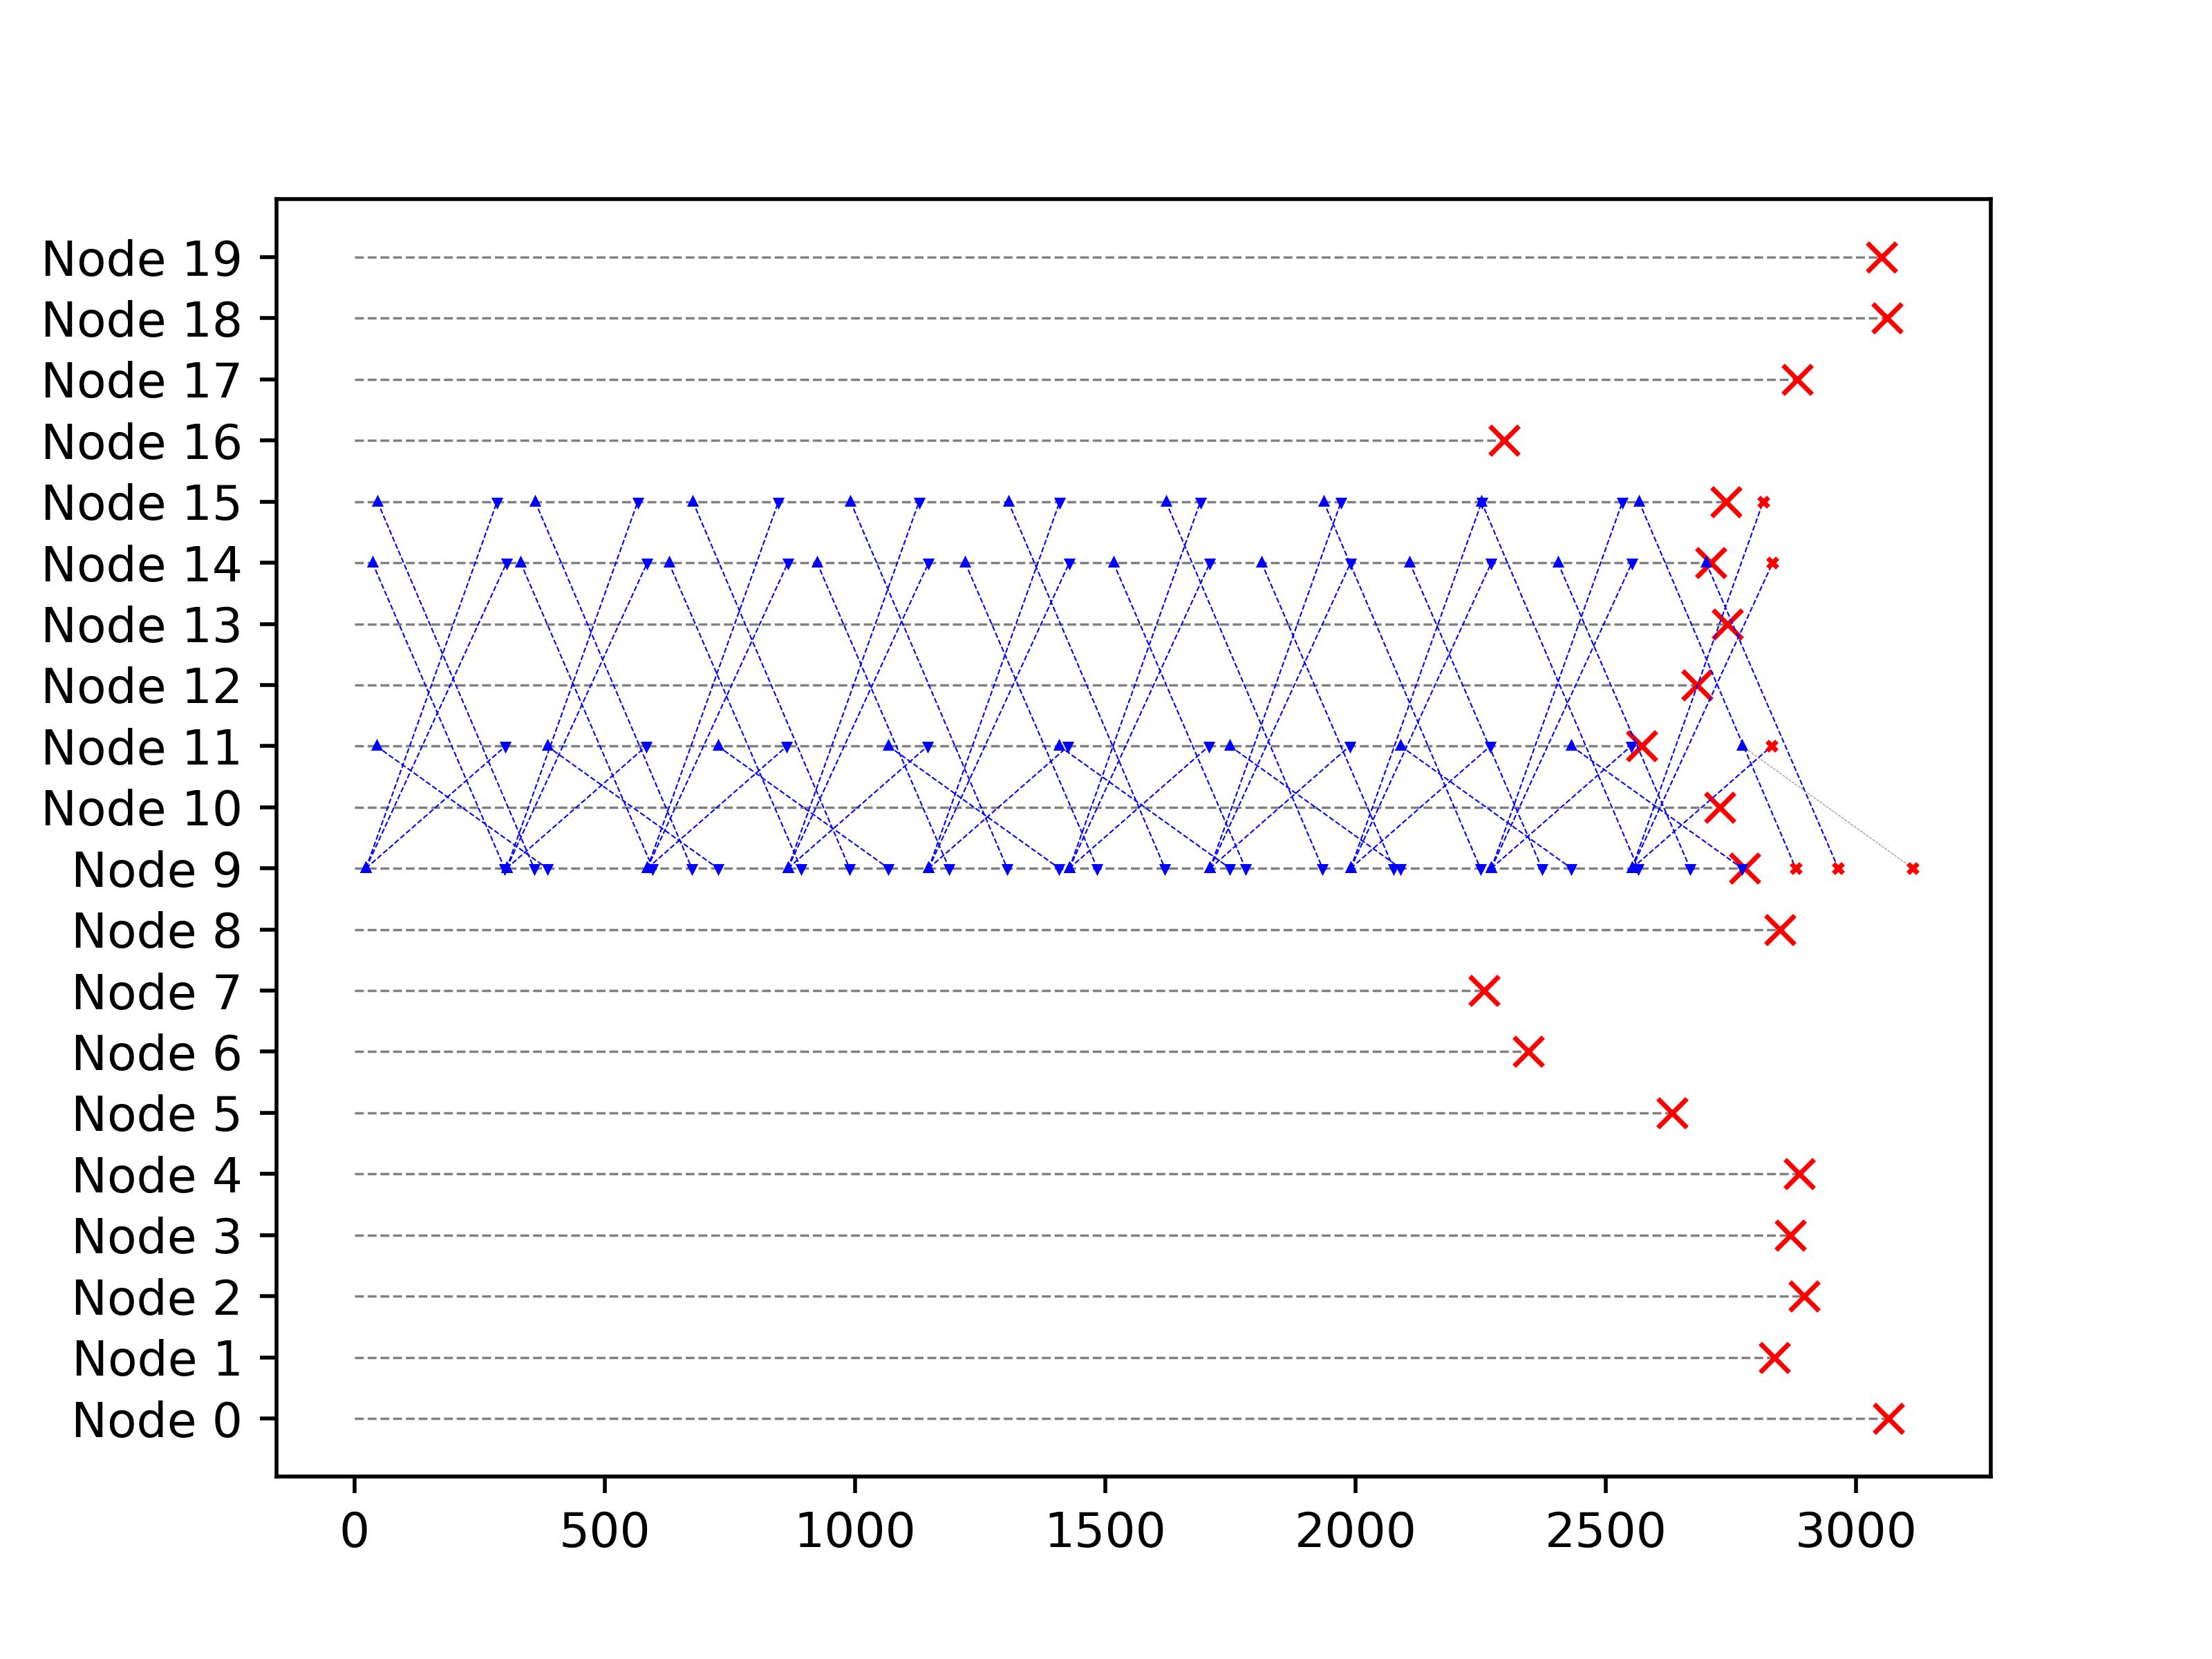 Node 19
Node 18
Node 17
Node 16
Node 15
Node 14
Node 13
Node 12
Node 11
Node 10
Node 9
Node 8
Node 7
Node 6
Node 5
Node 4
Node 3
Node 2
Node 1
Node 0
0 500 1000 1500 2000 2500 3000